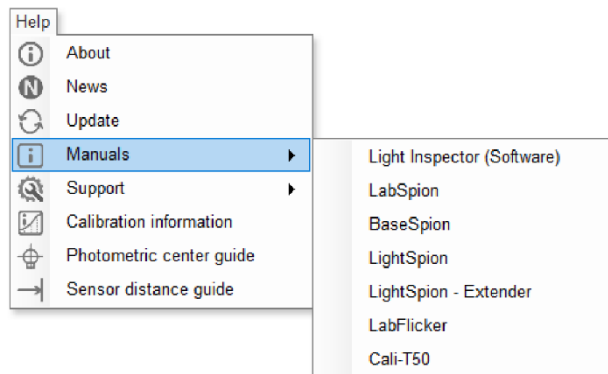 Help
About
News
Update
Manuals
Support
Calibration information
Photometric center guide
Sensor distance guide
Light Inspector (Software)
LabSpion
BaseSpion
LightSpion
LightSpion - Extender
LabFlicker
Cali-T50